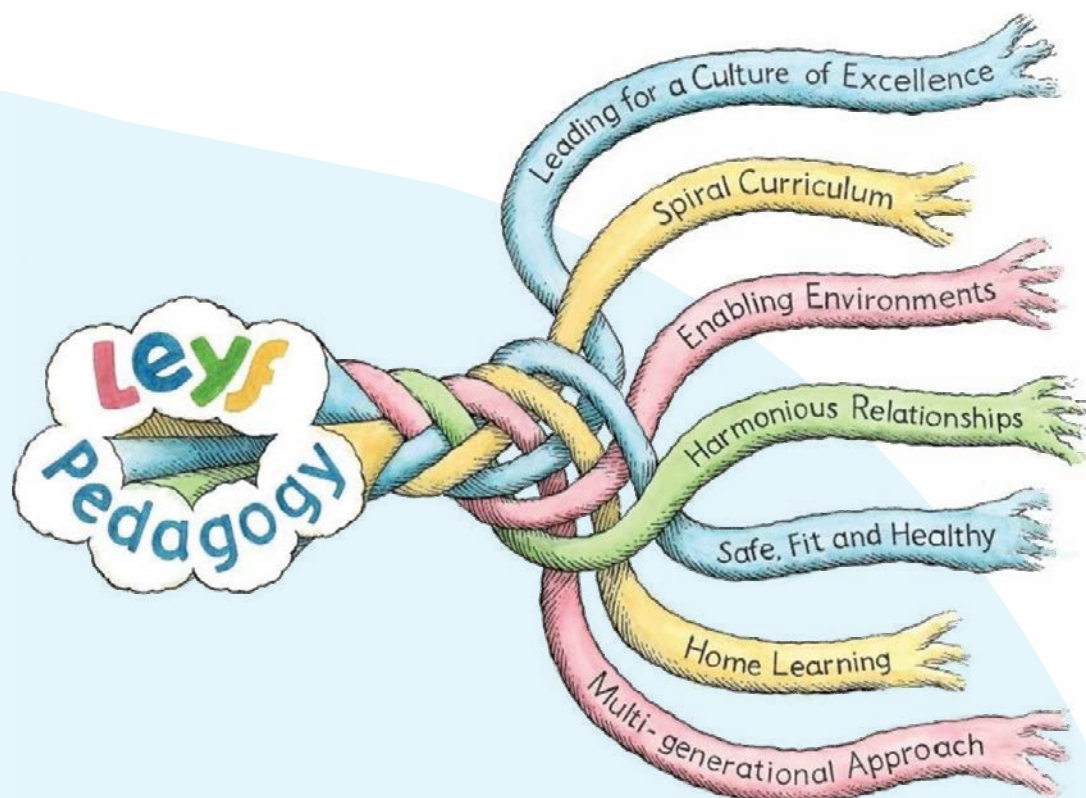 Leyf
Pedagogy
Leading for a Culture of Excellence
Spiral Curriculum
Enabling Environments
Harmonious Relationships
Safe, Fit and Healthy
Home Learning
Multi-generational Approach